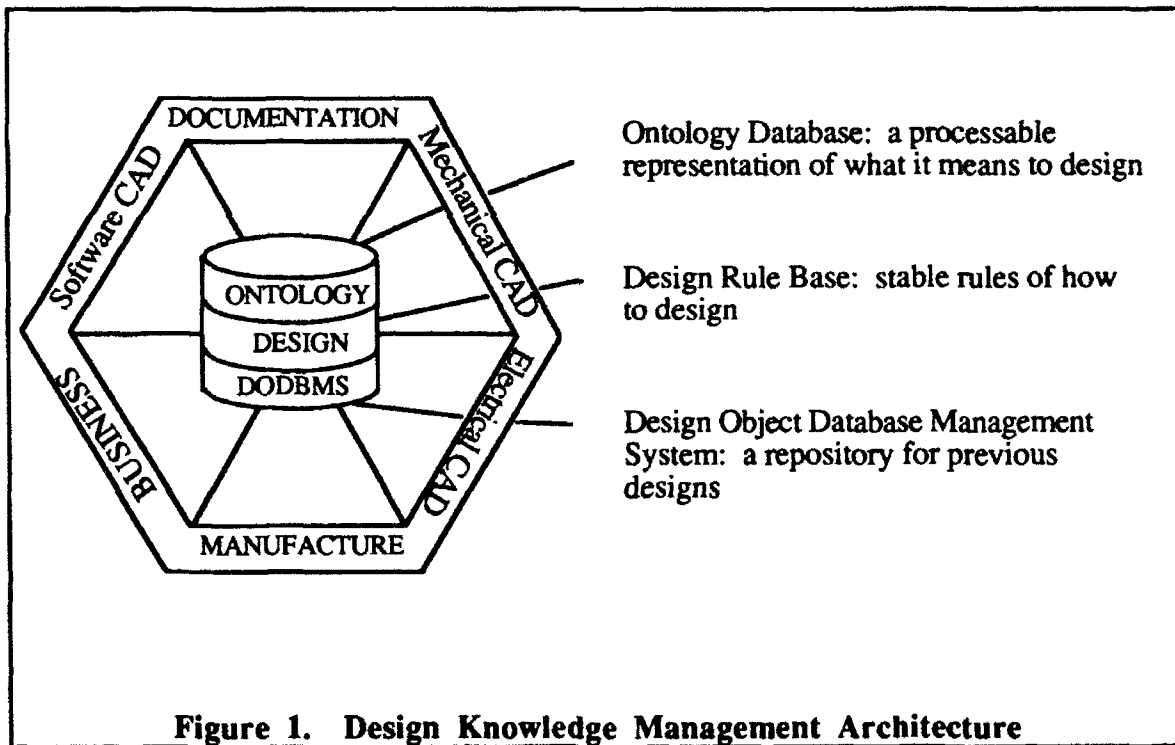 DOCUMENTATION
Software CAD
Mechanical CAD
ONTOLOGY
DESIGN
DODBMS
BUSINESS
Electrical CAD
MANUFACTURE
Ontology Database: a processable
representation of what it means to design
Design Rule Base: stable rules of how
to design
Design Object Database Management
System: a repository for previous
designs
Figure 1. Design Knowledge Management Architecture